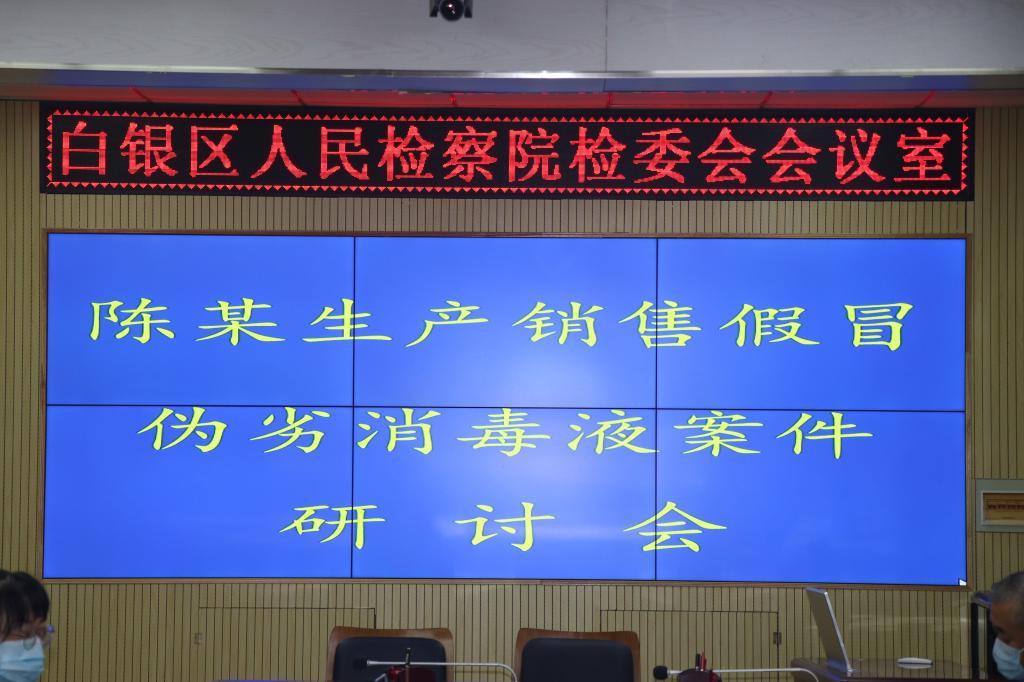 白银区人民检察院检委会会议室
陈某生产销售假冒
伪劣消毒液案件
研讨会